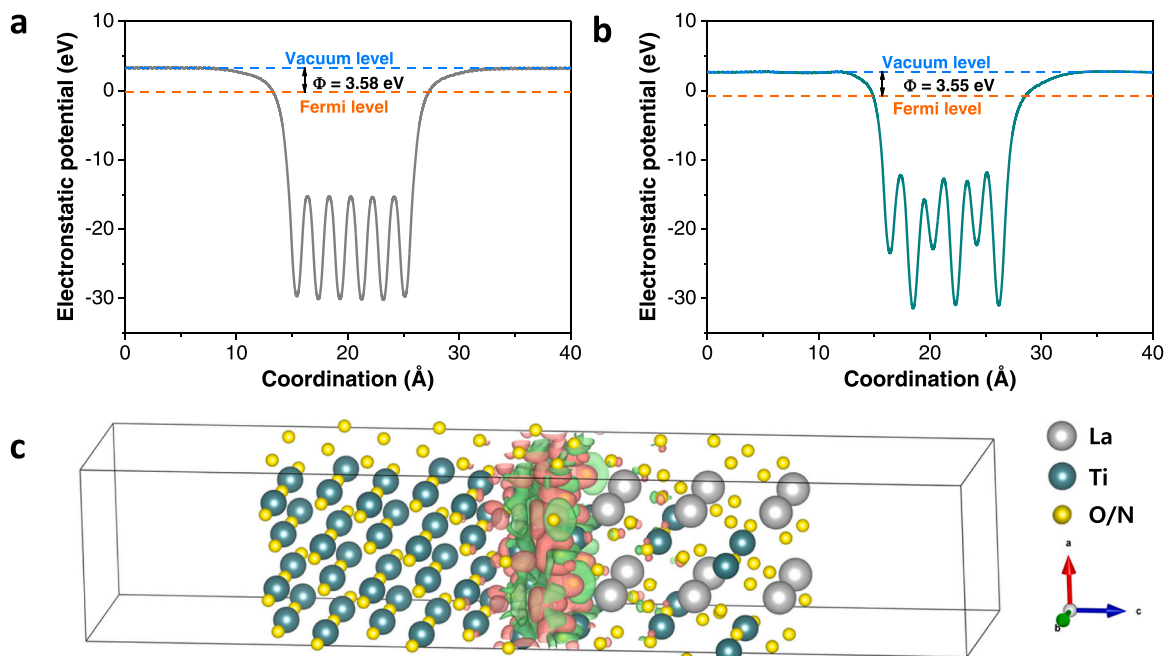 a
Electronstatic potential (eV)
10
0
-10
-20
-30
Vacuum level
Φ = 3.58 eV
Fermi level
0
10
20
30
40
Coordination (Å)
b
Electronstatic potential (eV)
10
0
-10
-20
-30
Vacuum level
Φ = 3.55 eV
Fermi level
0
10
20
30
40
Coordination (Å)
c
La
Ti
O/N
a
b
c